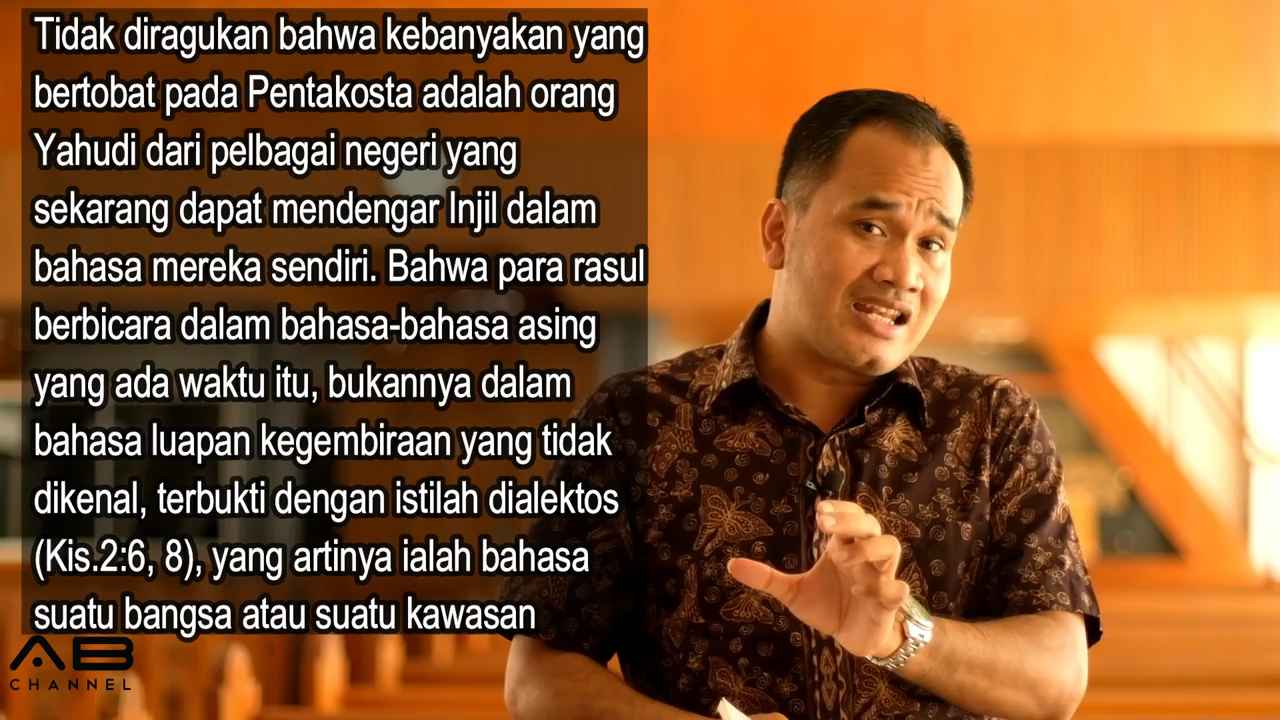 Tidak diragukan bahwa kebanyakan yang
bertobat pada Pentakosta adalah orang
Yahudi dari pelbagai negeri yang
sekarang dapat mendengar Injil dalam
bahasa mereka sendiri. Bahwa para rasul
berbicara dalam bahasa-bahasa asing
yang ada waktu itu, bukannya dalam
bahasa luapan kegembiraan yang tidak
dikenal, terbukti dengan istilah dialektos
(Kis.2:6, 8), yang artinya ialah bahasa
suatu bangsa atau suatu kawasan
AB
CHANNEL